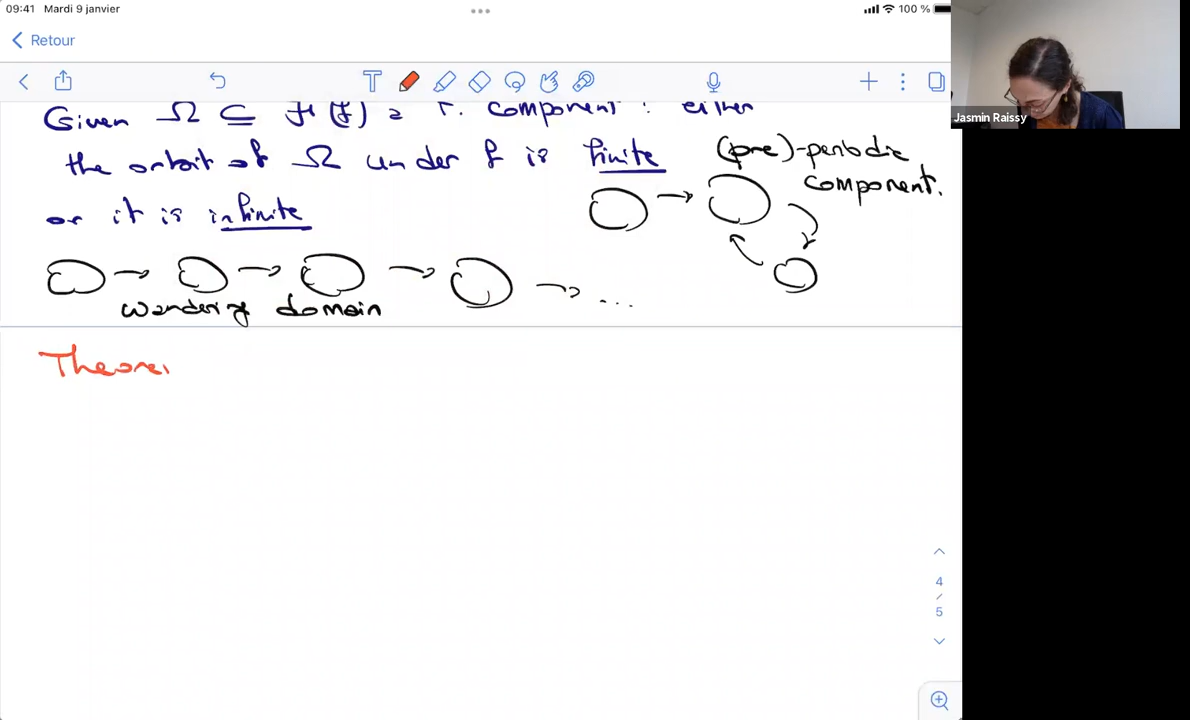 09:41 Mardi 9 janvier
100 %
Retour
Jasmin Raissy
Given Ω ⊆ F(f) a F. component : either
the orbit of Ω under f is finite
(pre)-periodic
component.
or it is infinite
...
wandering domain
Theorem
4
/
5